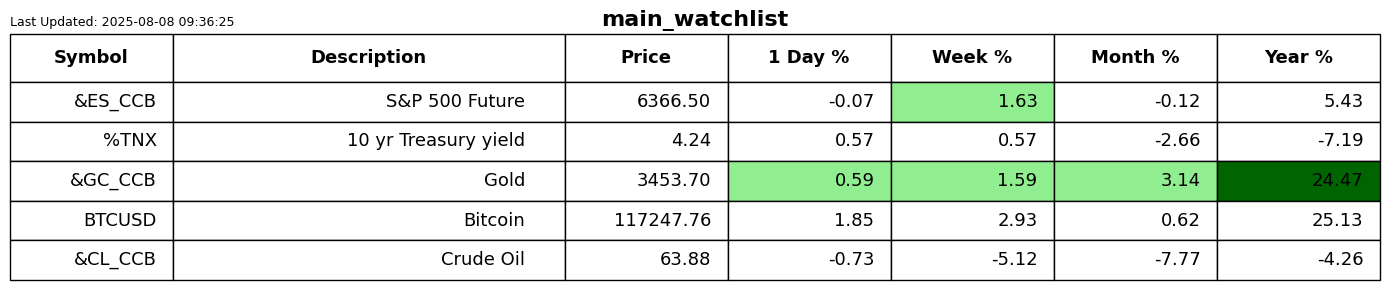 Last Updated: 2025-08-08 09:36:25
main_watchlist
Symbol Description Price 1 Day % Week % Month % Year %
&ES_CCB S&P 500 Future 6366.50 -0.07 1.63 -0.12 5.43
%TNX 10 yr Treasury yield 4.24 0.57 0.57 -2.66 -7.19
&GC_CCB Gold 3453.70 0.59 1.59 3.14 24.47
BTCUSD Bitcoin 117247.76 1.85 2.93 0.62 25.13
&CL_CCB Crude Oil 63.88 -0.73 -5.12 -7.77 -4.26